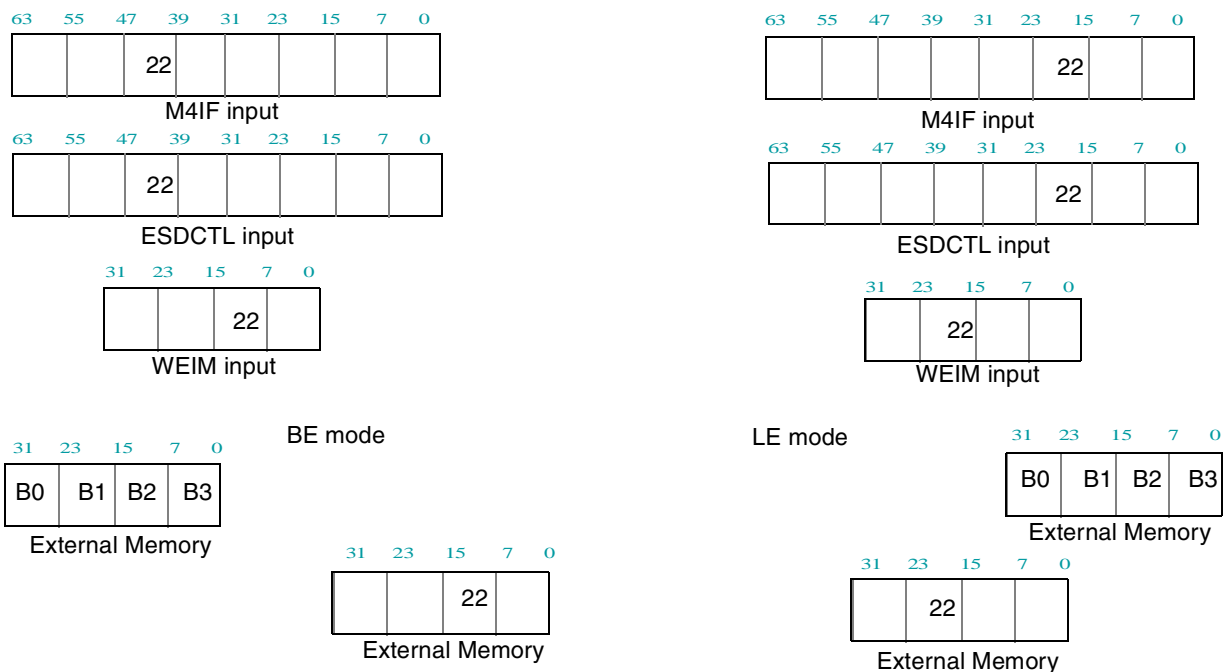 63 55 47 39 31 23 15 7 0
22
M4IF input
63 55 47 39 31 23 15 7 0
22
ESDCTL input
31 23 15 7 0
22
WEIM input
BE mode
31 23 15 7 0
B0 B1 B2 B3
External Memory
31 23 15 7 0
22
External Memory
63 55 47 39 31 23 15 7 0
22
M4IF input
63 55 47 39 31 23 15 7 0
22
ESDCTL input
31 23 15 7 0
22
WEIM input
LE mode
31 23 15 7 0
B0 B1 B2 B3
External Memory
31 23 15 7 0
22
External Memory